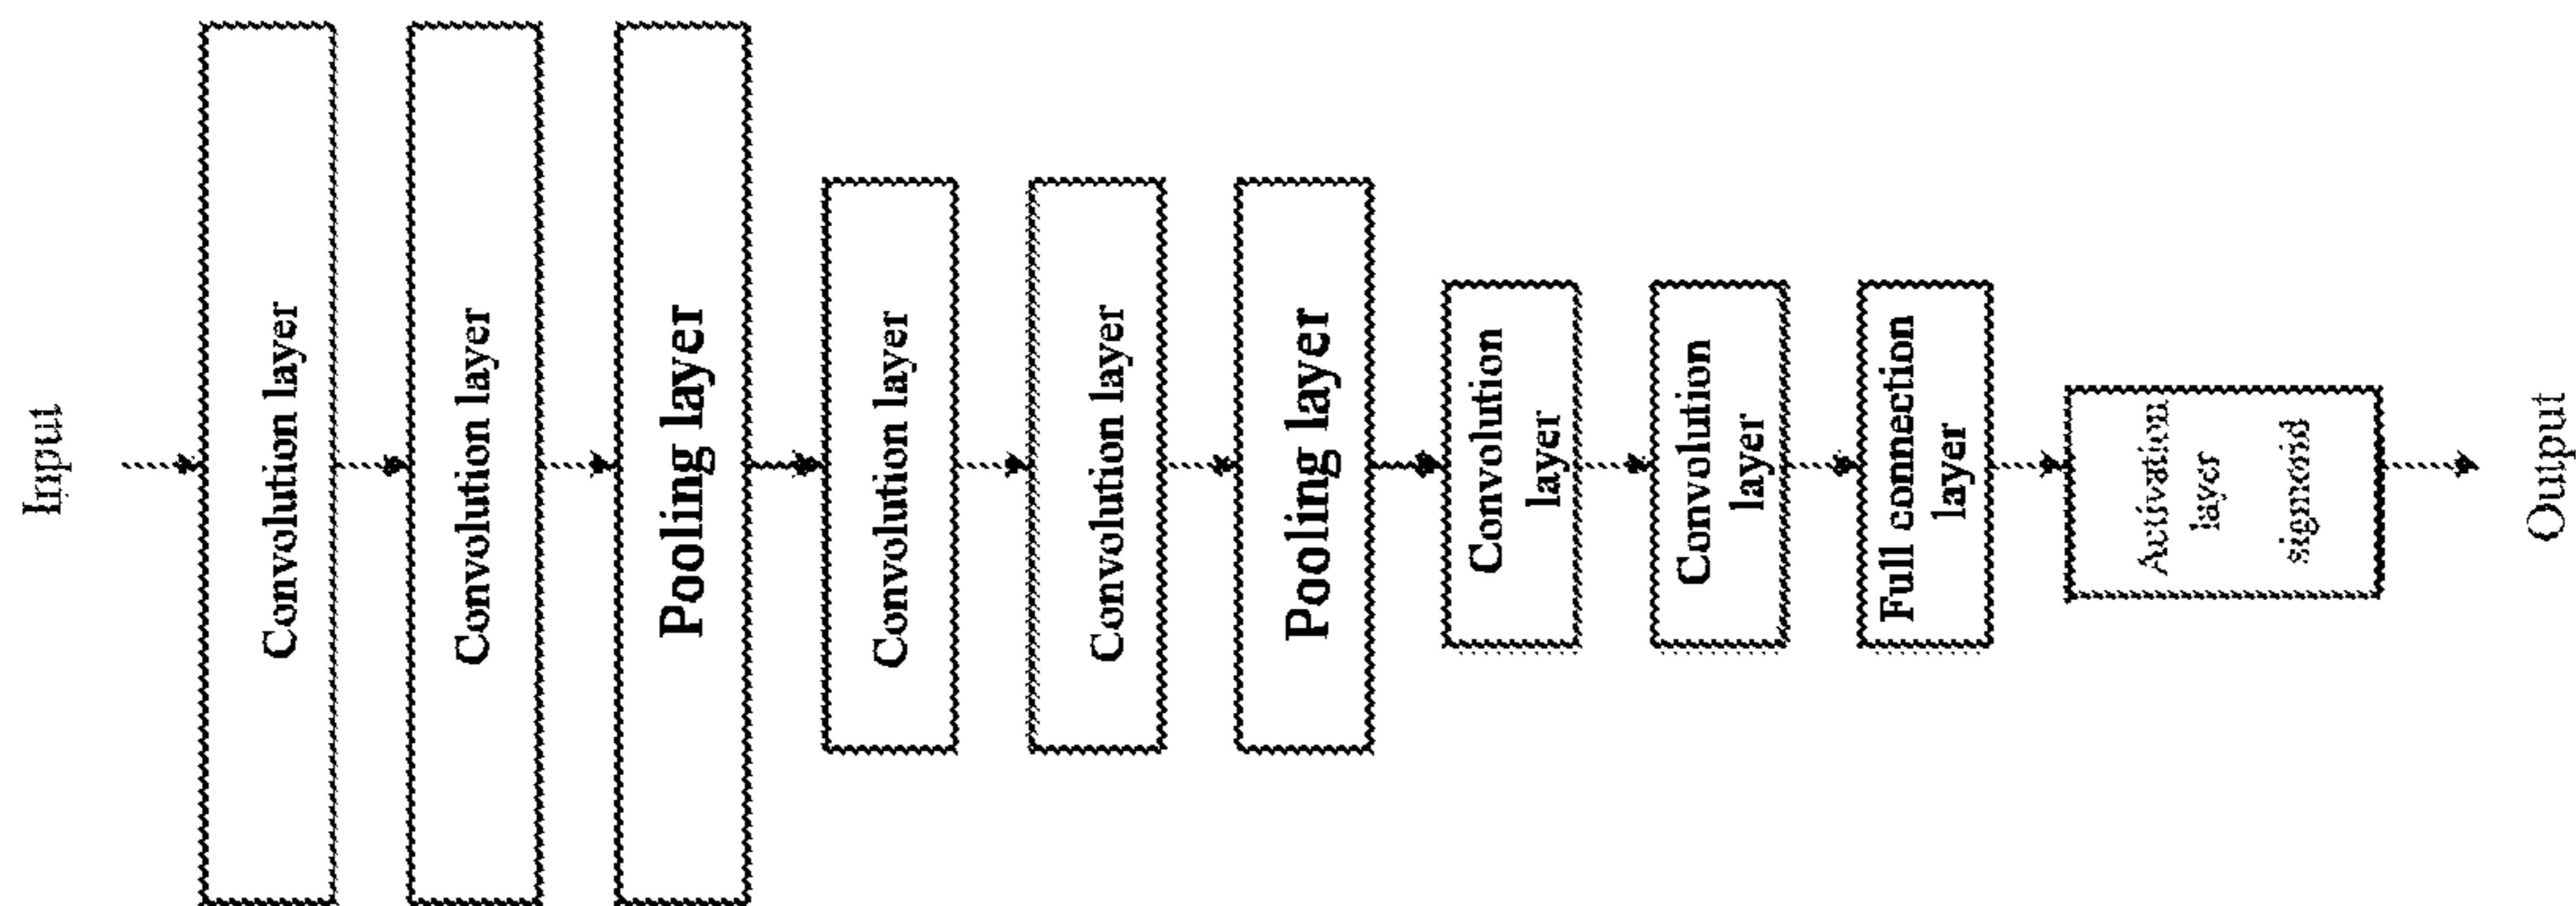 Input
Convolution layer
Convolution layer
Pooling layer
Convolution layer
Convolution layer
Pooling layer
Convolution
layer
Convolution
layer
Full connection
layer
Activation
layer
sigmoid
Output